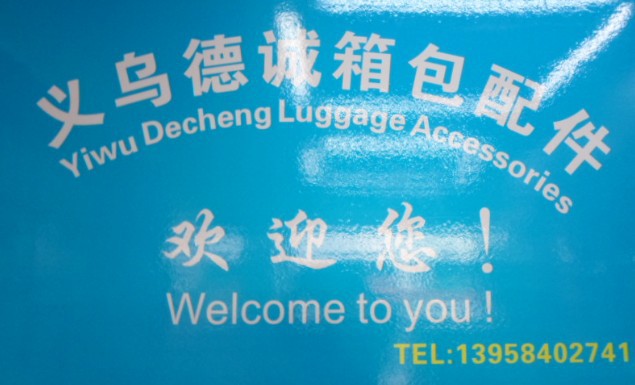 义乌德诚箱包配件
Yiwu Decheng Luggage Accessories
欢迎您！
Welcome to you !
TEL:13958402741